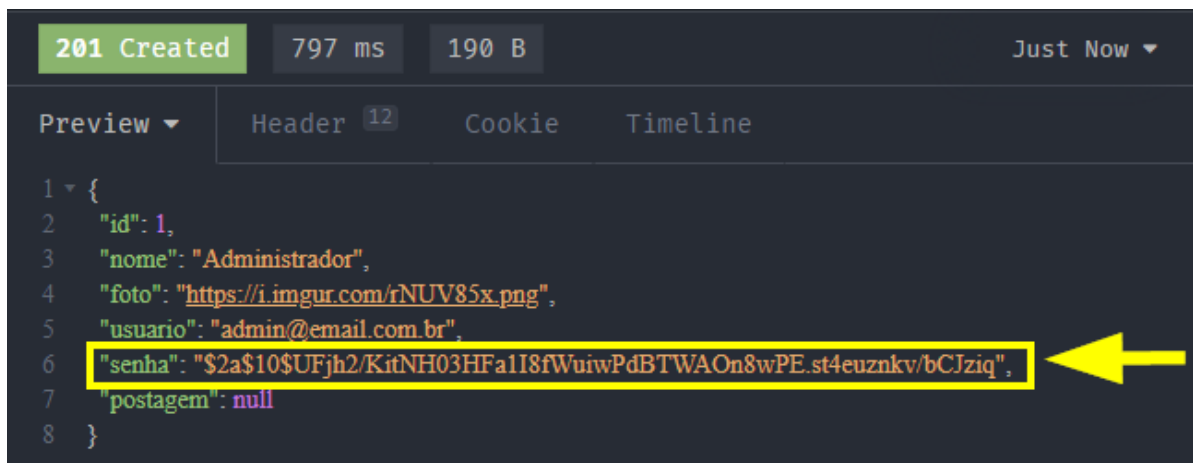 201 Created 797 ms 190 B Just Now
Preview Header 12 Cookie Timeline
1 {
2 "id": 1,
3 "nome": "Administrador",
4 "foto": "https://i.imgur.com/rNUV85x.png",
5 "usuario": "admin@email.com.br",
6 "senha": "$2a$10$UFjh2/KitNH03HFa1I8fWuiwPdBTWAOn8wPE.st4euznkv/bCJziq",
7 "postagem": null
8 }